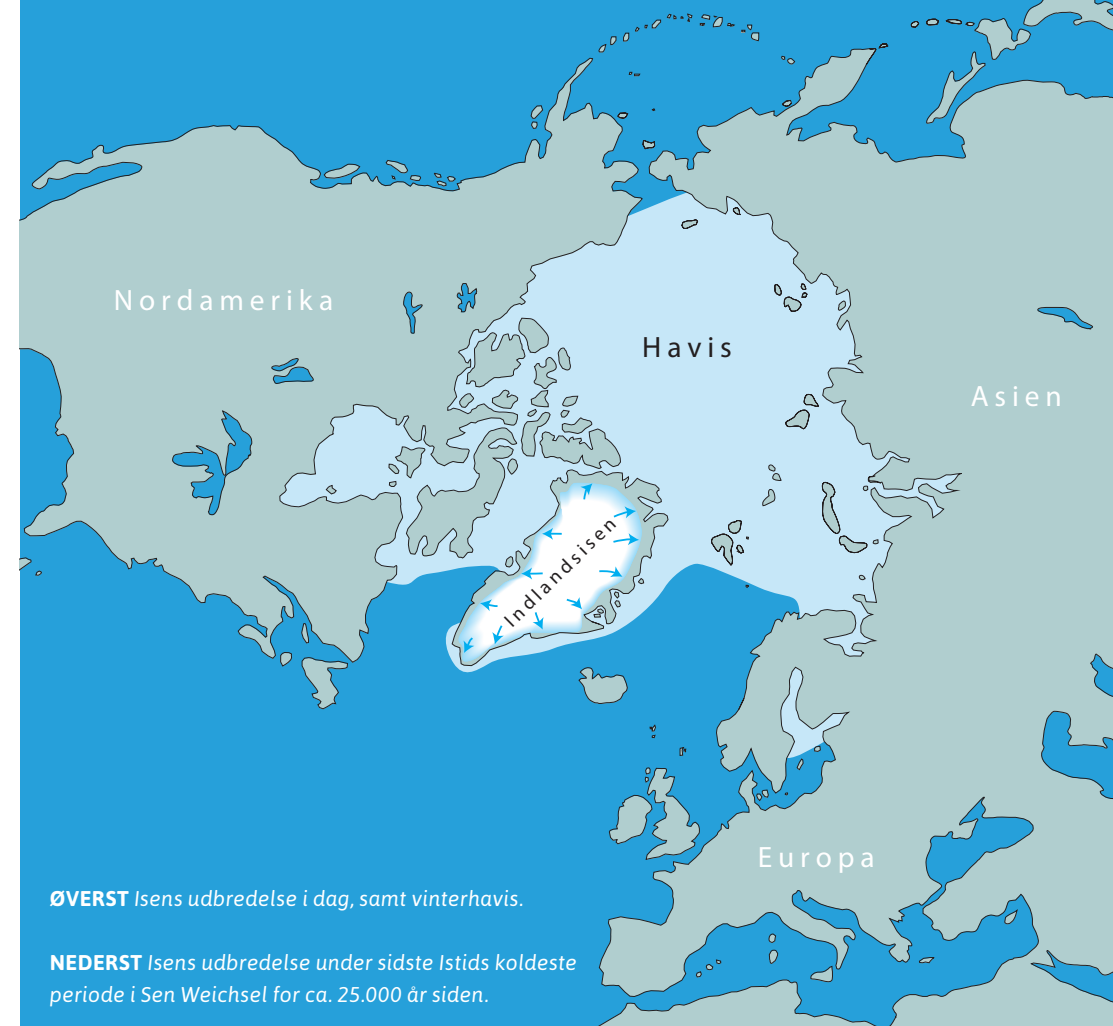 Nordamerika
Havis
Asien
Indlandsisen
Europa
ØVERST Isens udbredelse i dag, samt vinterhavis.
NEDERST Isens udbredelse under sidste Istids koldeste
periode i Sen Weichsel for ca. 25.000 år siden.